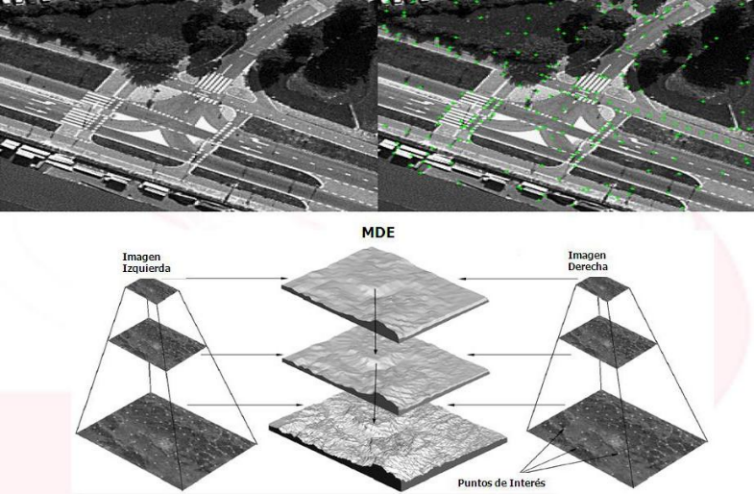 MDE
Imagen
Izquierda
Imagen
Derecha
Puntos de Interés